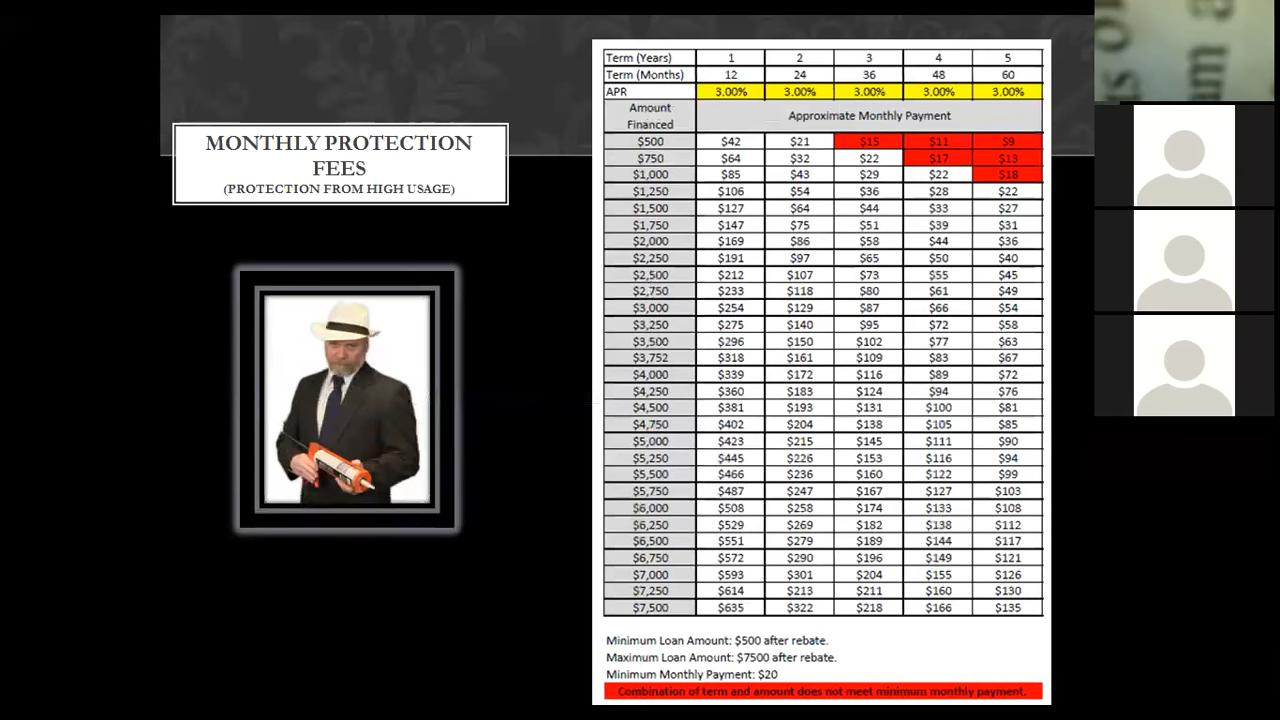 MONTHLY PROTECTION
FEES
(PROTECTION FROM HIGH USAGE)
Term (Years) 1 2 3 4 5
Term (Months) 12 24 36 48 60
APR 3.00% 3.00% 3.00% 3.00% 3.00%
Amount
Financed
Approximate Monthly Payment
$500 $42 $21 $15 $11 $9
$750 $64 $32 $22 $17 $13
$1,000 $85 $43 $29 $22 $18
$1,250 $106 $54 $36 $28 $22
$1,500 $127 $64 $44 $33 $27
$1,750 $147 $75 $51 $39 $31
$2,000 $169 $86 $58 $44 $36
$2,250 $191 $97 $65 $50 $40
$2,500 $212 $107 $73 $55 $45
$2,750 $233 $118 $80 $61 $49
$3,000 $254 $129 $87 $66 $54
$3,250 $275 $140 $95 $72 $58
$3,500 $296 $150 $102 $77 $63
$3,752 $318 $161 $109 $83 $67
$4,000 $339 $172 $116 $89 $72
$4,250 $360 $183 $124 $94 $76
$4,500 $381 $193 $131 $100 $81
$4,750 $402 $204 $138 $105 $85
$5,000 $423 $215 $145 $111 $90
$5,250 $445 $226 $153 $116 $94
$5,500 $466 $236 $160 $122 $99
$5,750 $487 $247 $167 $127 $103
$6,000 $508 $258 $174 $133 $108
$6,250 $529 $269 $182 $138 $112
$6,500 $551 $279 $189 $144 $117
$6,750 $572 $290 $196 $149 $121
$7,000 $593 $301 $204 $155 $126
$7,250 $614 $213 $211 $160 $130
$7,500 $635 $322 $218 $166 $135
Minimum Loan Amount: $500 after rebate.
Maximum Loan Amount: $7500 after rebate.
Minimum Monthly Payment: $20
Combination of term and amount does not meet minimum monthly payment.